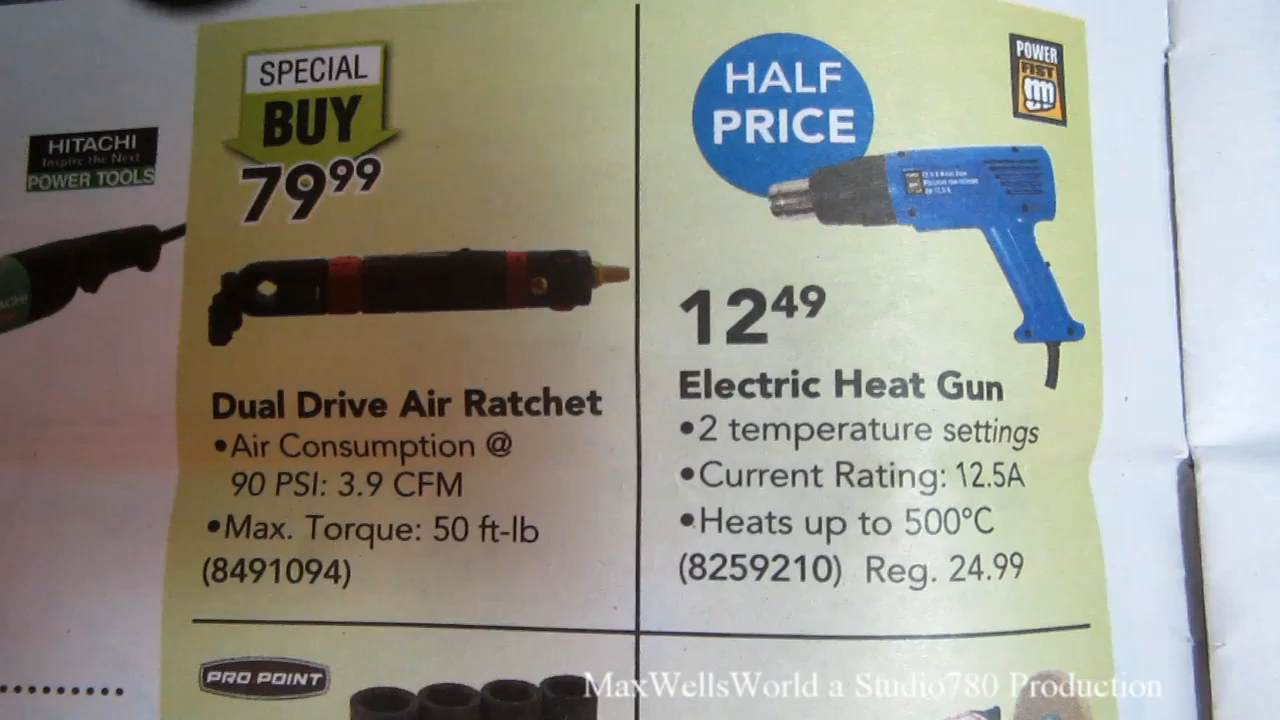 HITACHI
Inspire the Next
POWER TOOLS
SPECIAL
BUY
79.99
Dual Drive Air Ratchet
•Air Consumption @
90 PSI: 3.9 CFM
•Max. Torque: 50 ft-lb
(8491094)
HALF
PRICE
POWER
FIST
12 49
Electric Heat Gun
•2 temperature settings
•Current Rating: 12.5A
•Heats up to 500°C
(8259210) Reg. 24.99
PRO POINT
MaxWellsWorld a Studio780 Production